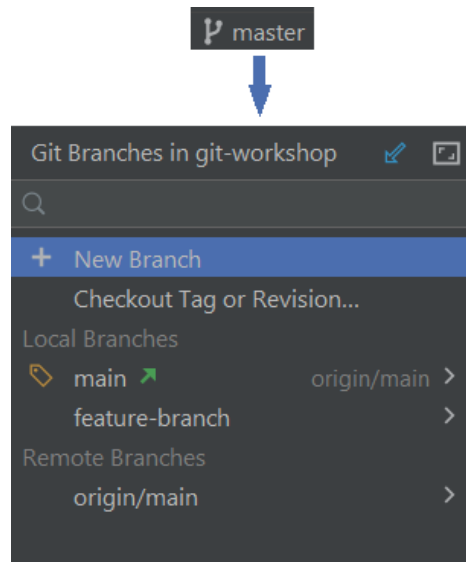 master
Git Branches in git-workshop
New Branch
Checkout Tag or Revision...
Local Branches
main origin/main
feature-branch
Remote Branches
origin/main